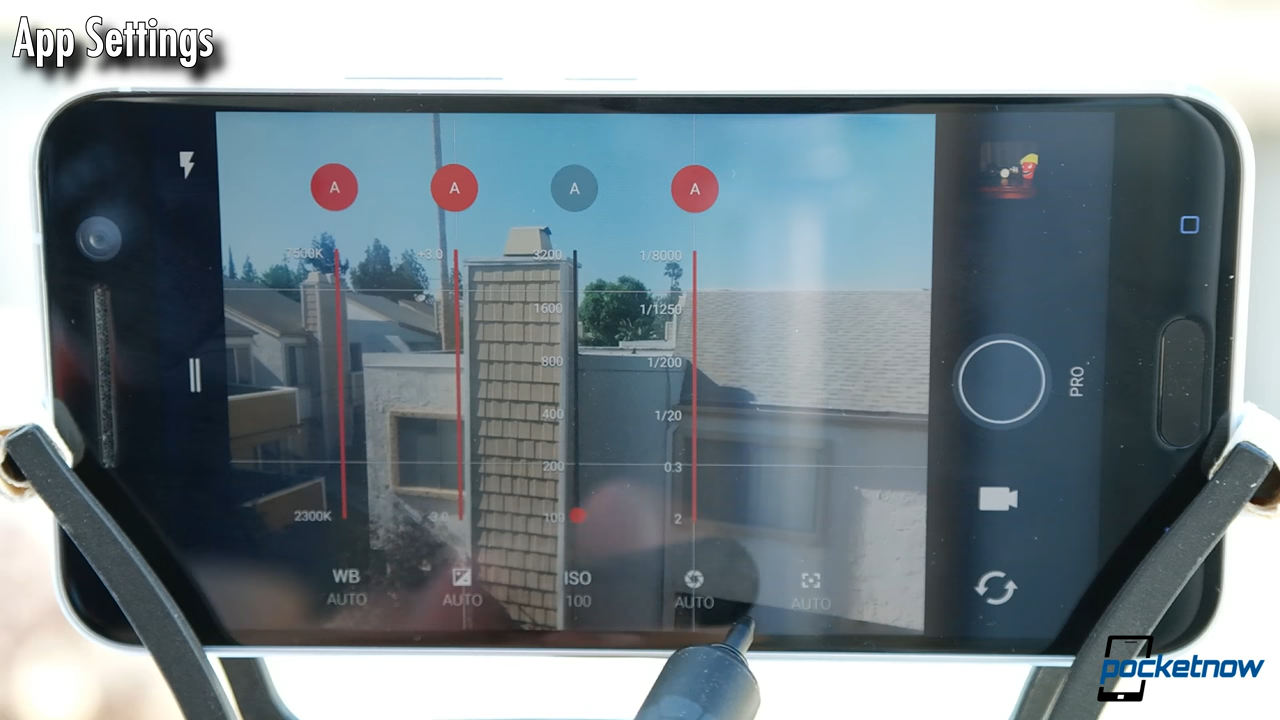 App Settings
A A A A
7500K +3.0 3200 1/8000
1600 1/1250
800 1/200
400 1/20
200 0.3
2300K -3.0 100 2
WB ISO
AUTO AUTO 100 AUTO AUTO
PRO
pocketnow